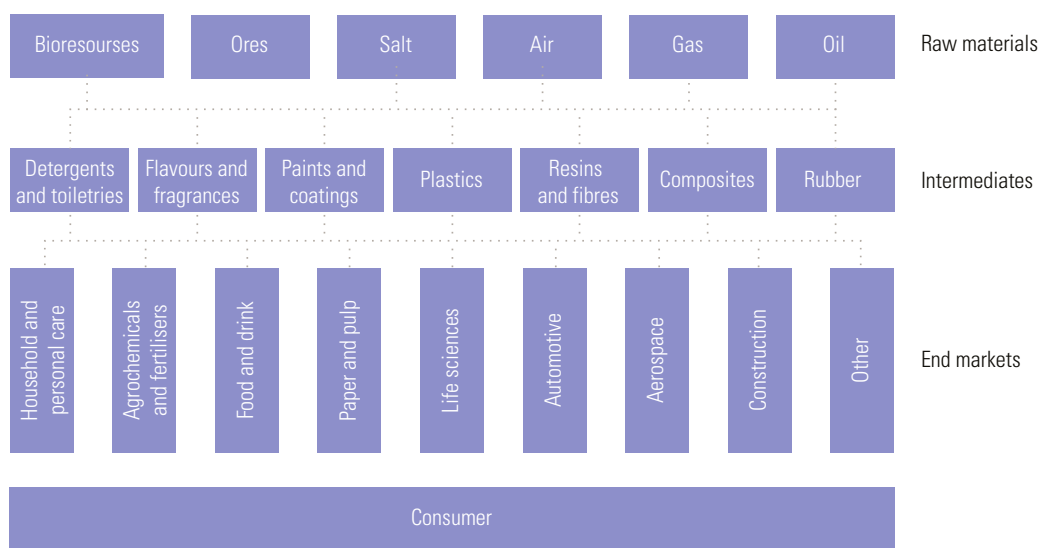 Bioresourses
Ores
Salt
Air
Gas
Oil
Raw materials
Detergents
and toiletries
Flavours and
fragrances
Paints and
coatings
Plastics
Resins
and fibres
Composites
Rubber
Intermediates
Household and
personal care
Agrochemicals
and fertilisers
Food and drink
Paper and pulp
Life sciences
Automotive
Aerospace
Construction
Other
End markets
Consumer